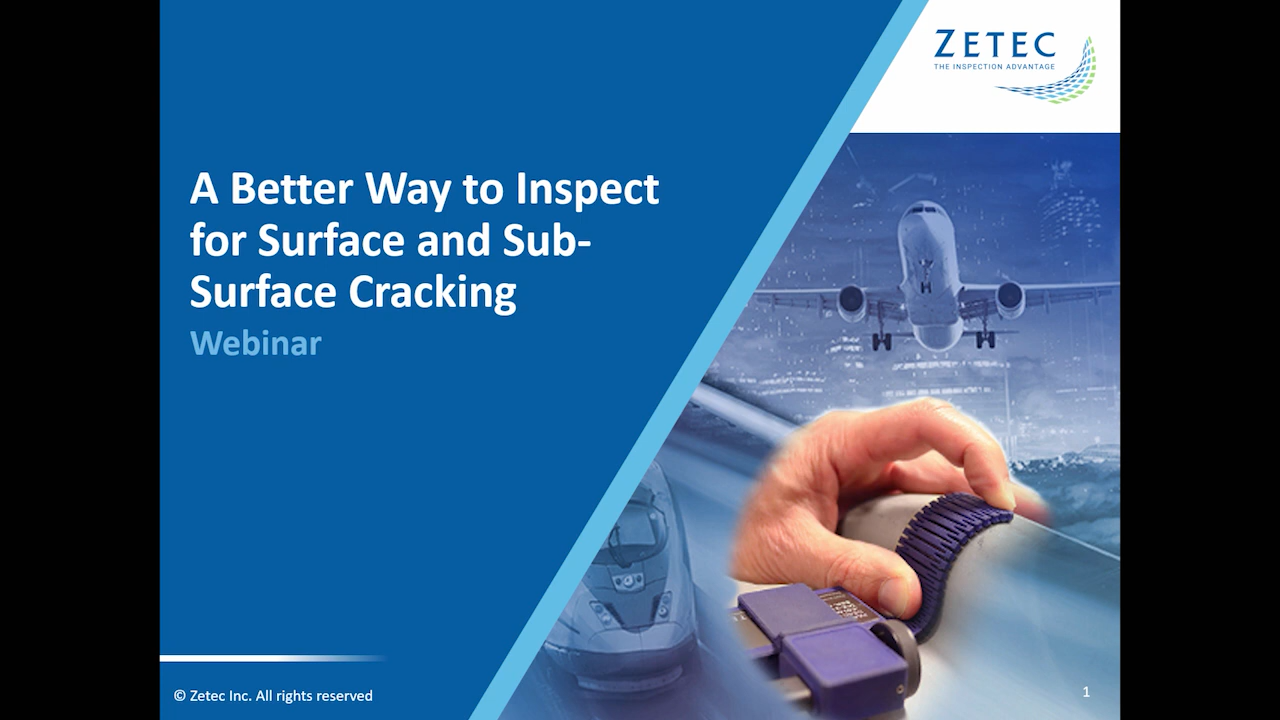 ZETEC
THE INSPECTION ADVANTAGE
A Better Way to Inspect
for Surface and Sub-
Surface Cracking
Webinar
© Zetec Inc. All rights reserved
1